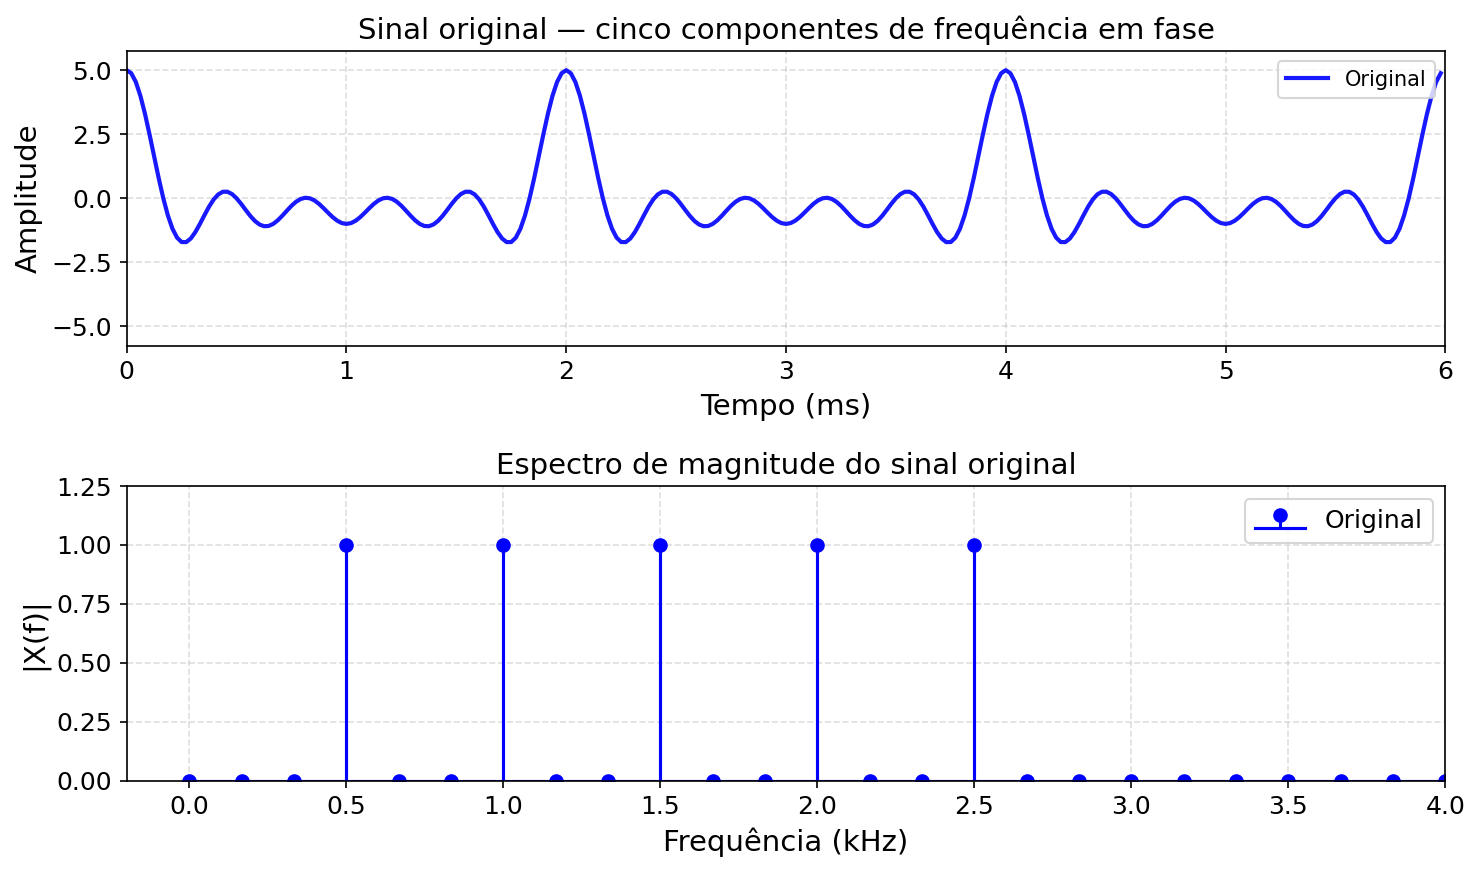 Sinal original — cinco componentes de frequência em fase
Amplitude
5.0
2.5
0.0
−2.5
−5.0
Original
0 1 2 3 4 5 6
Tempo (ms)
Espectro de magnitude do sinal original
|X(f)|
1.25
1.00
0.75
0.50
0.25
0.00
Original
0.0 0.5 1.0 1.5 2.0 2.5 3.0 3.5 4.0
Frequência (kHz)